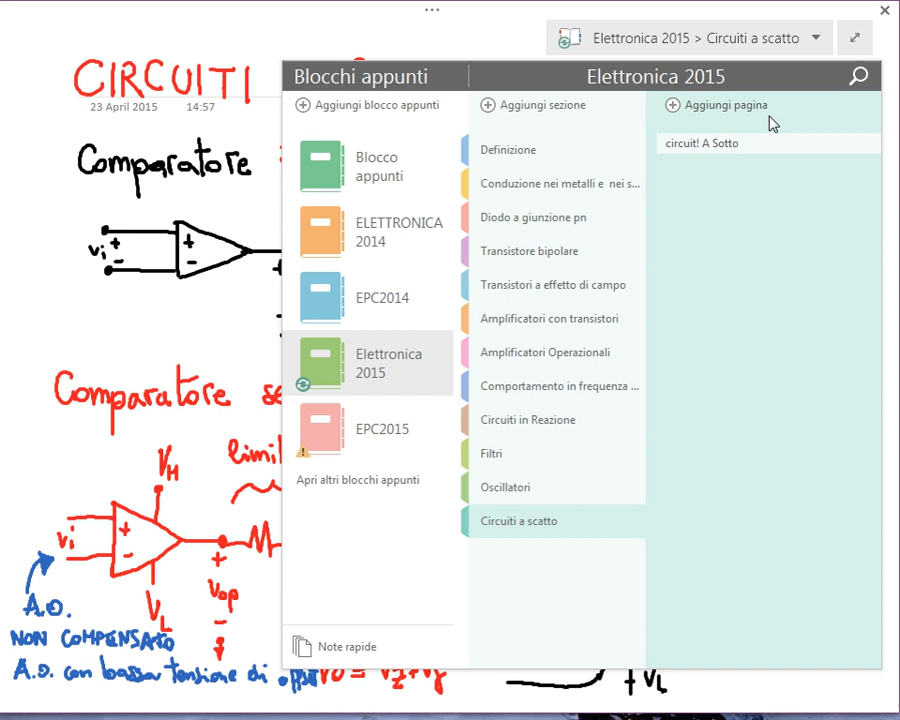 Elettronica 2015 > Circuiti a scatto
CIRCUITI
23 April 2015 14:57
Blocchi appunti
Elettronica 2015
Aggiungi blocco appunti
Aggiungi sezione
Aggiungi pagina
Blocco
appunti
ELETTRONICA
2014
EPC2014
Elettronica
2015
EPC2015
Apri altri blocchi appunti
Note rapide
Definizione
Conduzione nei metalli e nei s...
Diodo a giunzione pn
Transistore bipolare
Transistori a effetto di campo
Amplificatori con transistori
Amplificatori Operazionali
Comportamento in frequenza ...
Circuiti in Reazione
Filtri
Oscillatori
Circuiti a scatto
circuit! A Sotto
Comparatore
vi + -
+ -
Comparatore se
limi
VH
vi + -
+
Vop
-
VL
A.O.
NON COMPENSATO
A.O. con bassa tensione di
= Vz+Vγ
+ VL